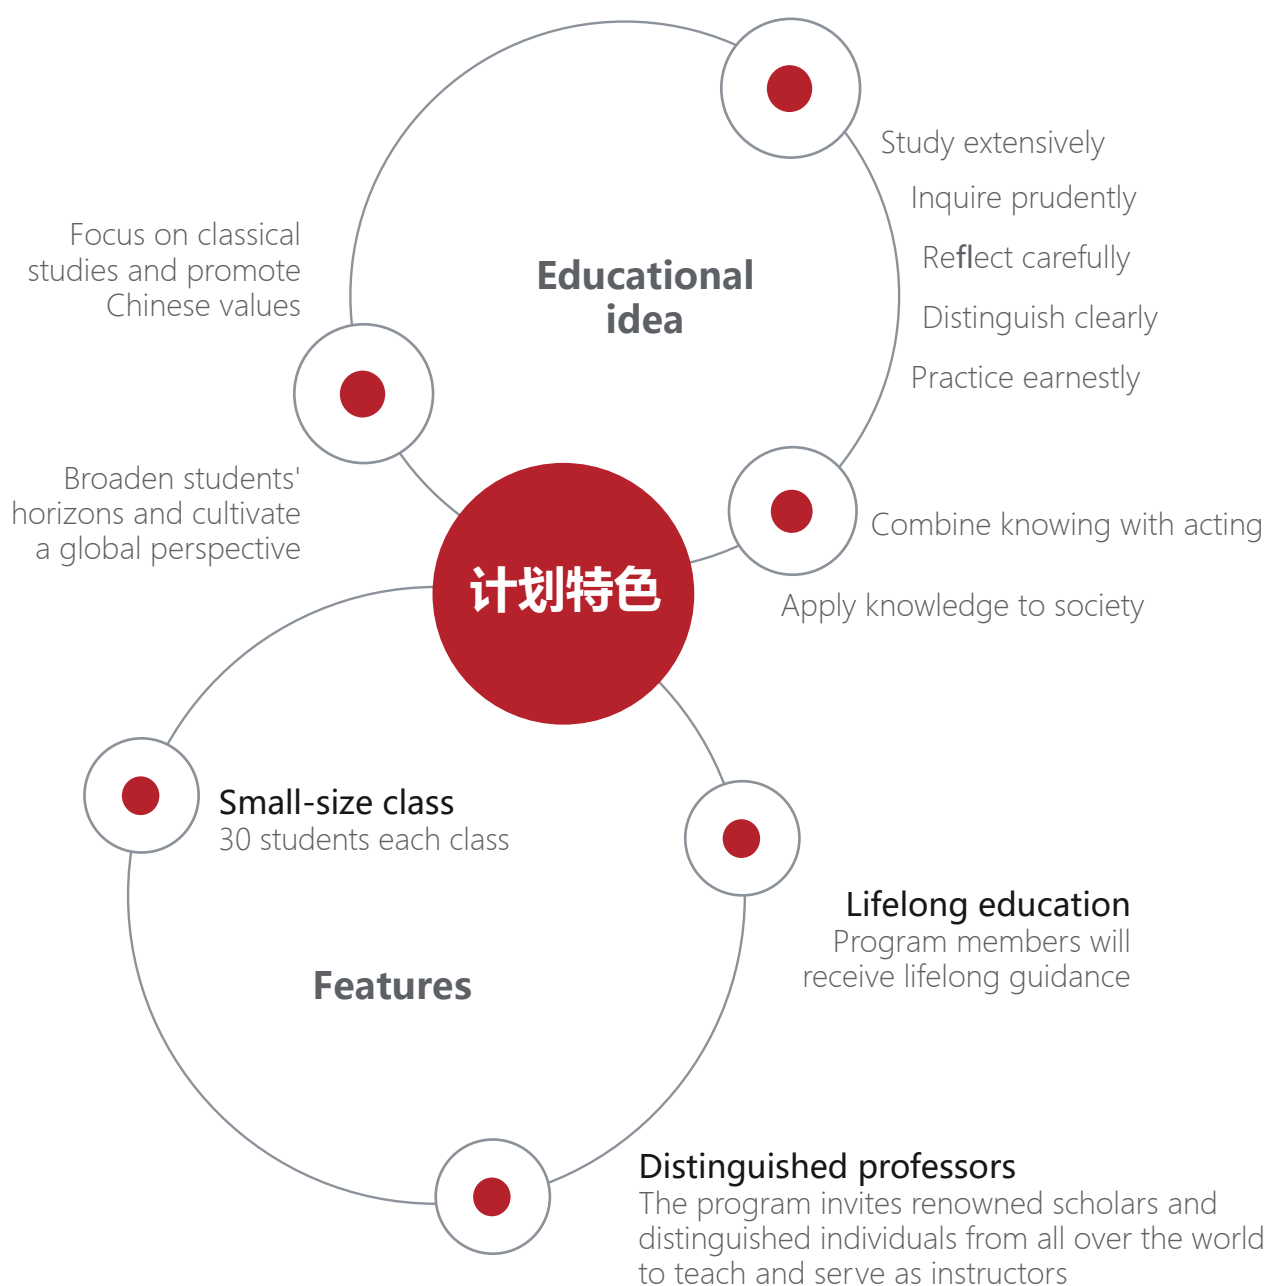 Study extensively
Inquire prudently
Reflect carefully
Distinguish clearly
Practice earnestly
Focus on classical
studies and promote
Chinese values
Educational
idea
Broaden students'
horizons and cultivate
a global perspective
Combine knowing with acting
Apply knowledge to society
计划特色
Small-size class
30 students each class
Lifelong education
Program members will
receive lifelong guidance
Features
Distinguished professors
The program invites renowned scholars and
distinguished individuals from all over the world
to teach and serve as instructors